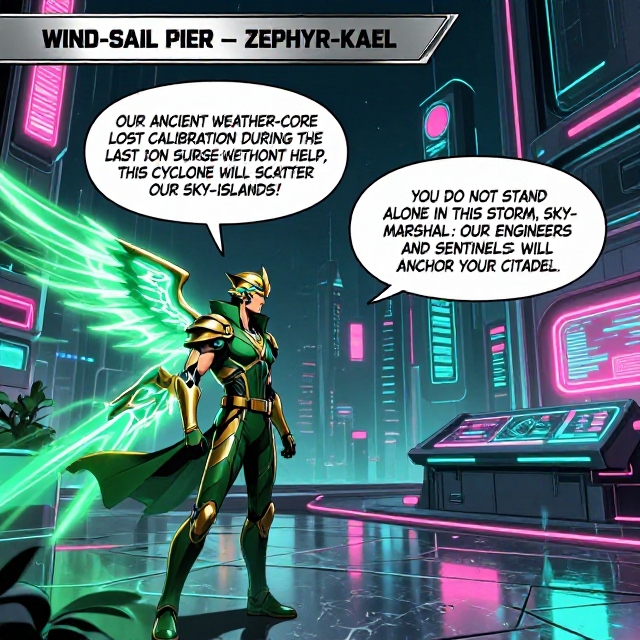 WIND-SAIL PIER – ZEPHYR-KAEL
OUR ANCIENT WEATHER-CORE
LOST CALIBRATION DURING THE
LAST ION SURGE WETHONT HELP,
THIS CYCLONE WILL SCATTER
OUR SKY-ISLANDS!
YOU DO NOT STAND
ALONE IN THIS STORM, SKY-
MARSHAL: OUR ENGINEERS
AND SENTINELS: WILL
ANCHOR YOUR CITADEL.